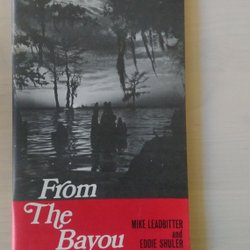 From
The
Bayou
MIKE LEADBITTER
and
EDDIE SHULER